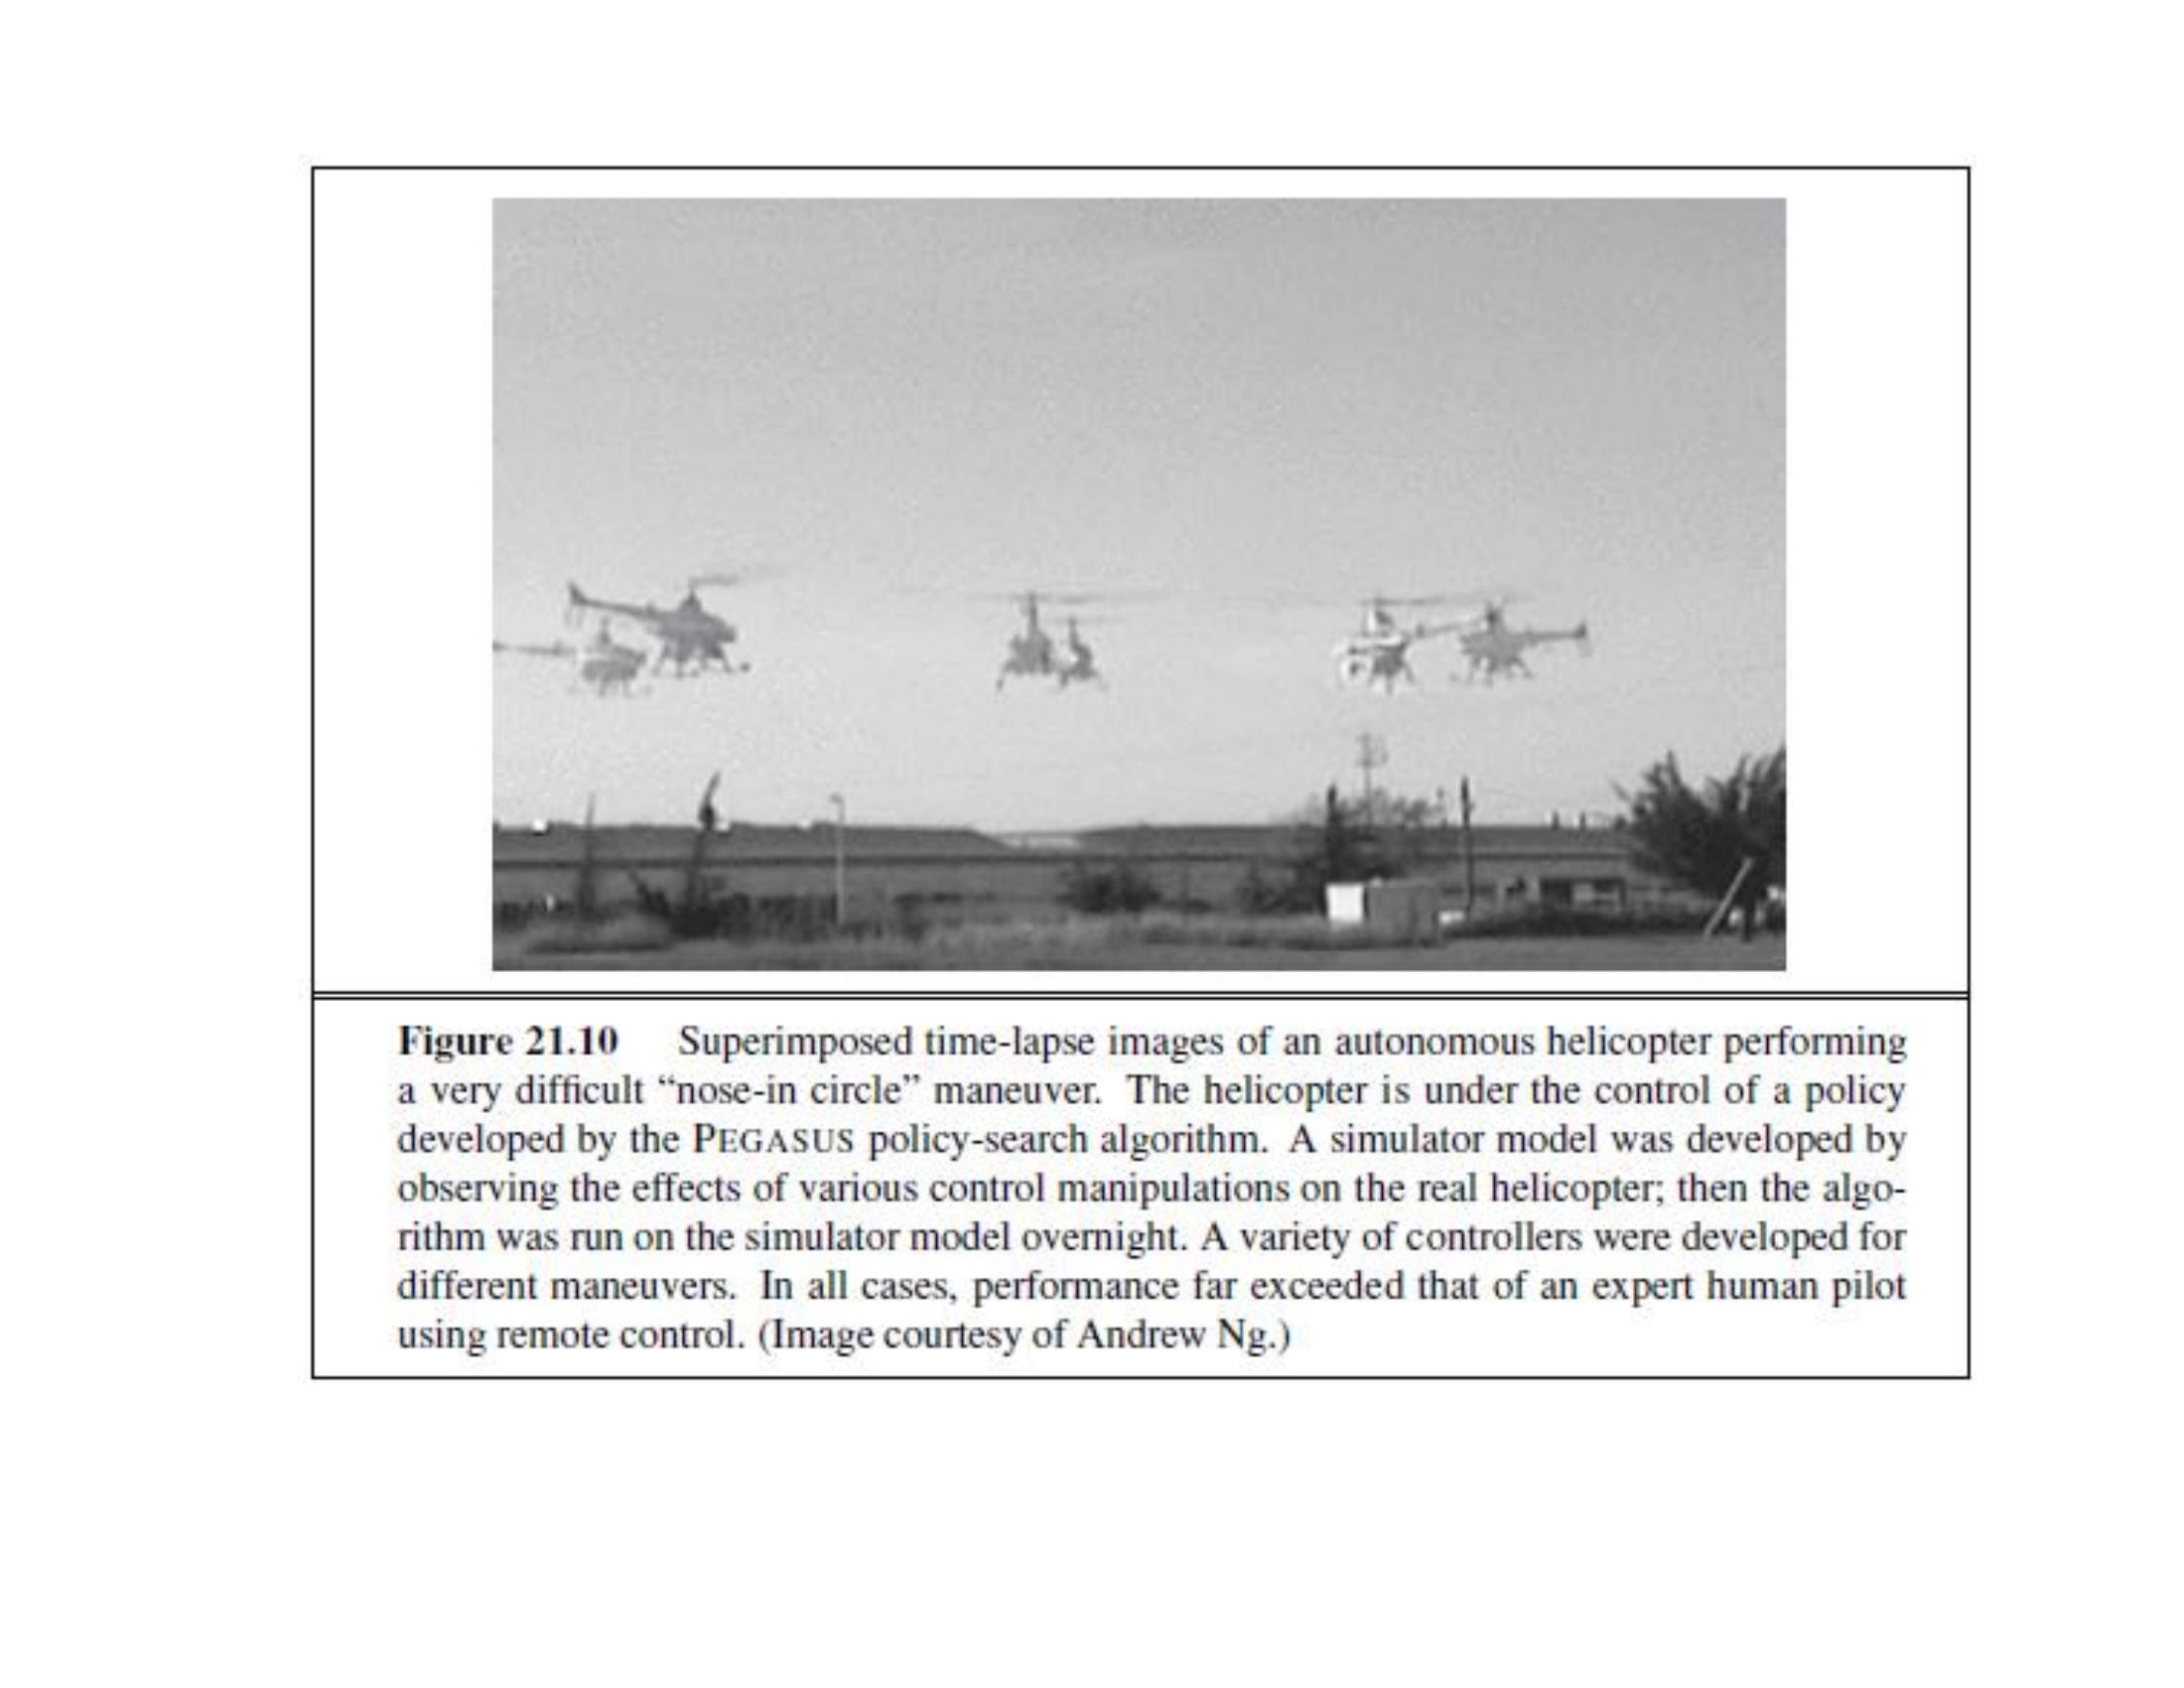 Figure 21.10 Superimposed time-lapse images of an autonomous helicopter performing
a very difficult “nose-in circle” maneuver. The helicopter is under the control of a policy
developed by the PEGASUS policy-search algorithm. A simulator model was developed by
observing the effects of various control manipulations on the real helicopter; then the algo-
rithm was run on the simulator model overnight. A variety of controllers were developed for
different maneuvers. In all cases, performance far exceeded that of an expert human pilot
using remote control. (Image courtesy of Andrew Ng.)